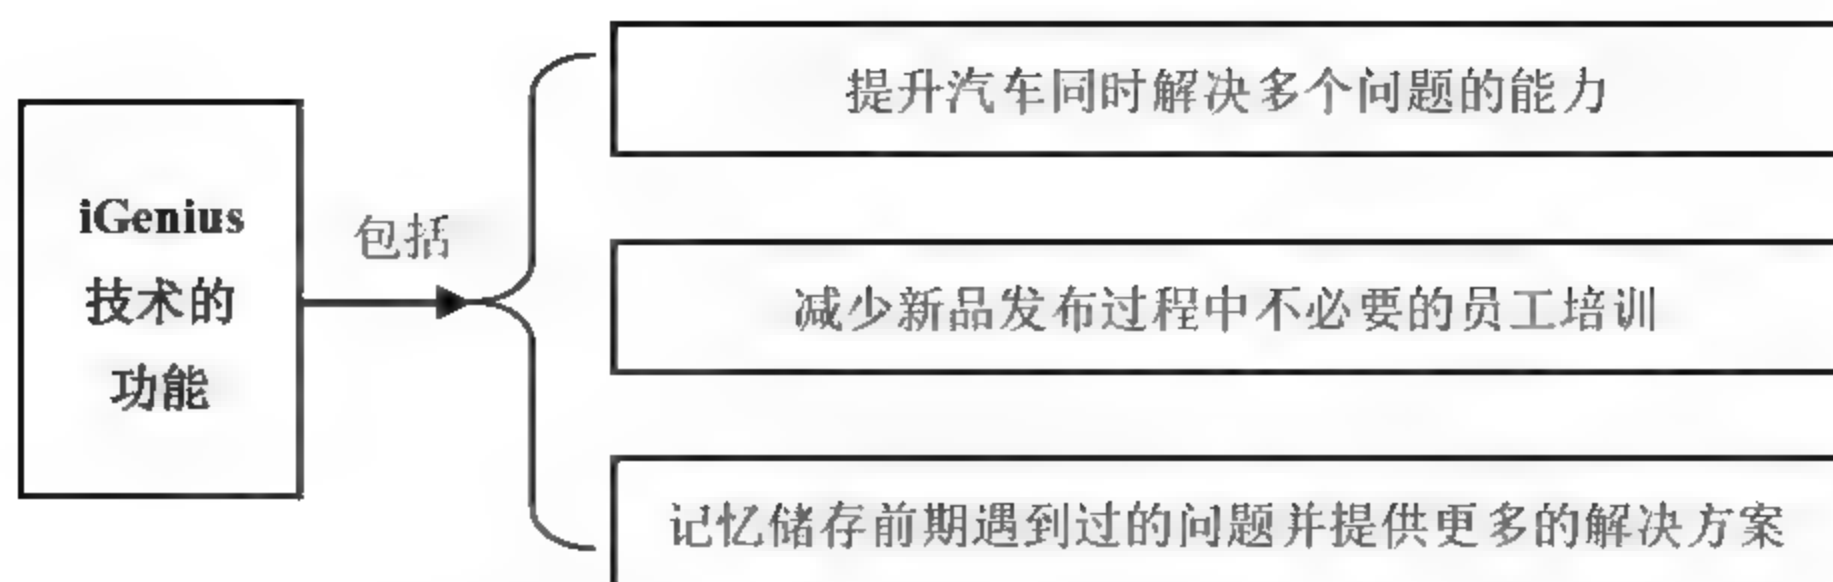 iGenius
技术的
功能
包括
提升汽车同时解决多个问题的能力
减少新品发布过程中不必要的员工培训
记忆储存前期遇到过的问题并提供更多的解决方案